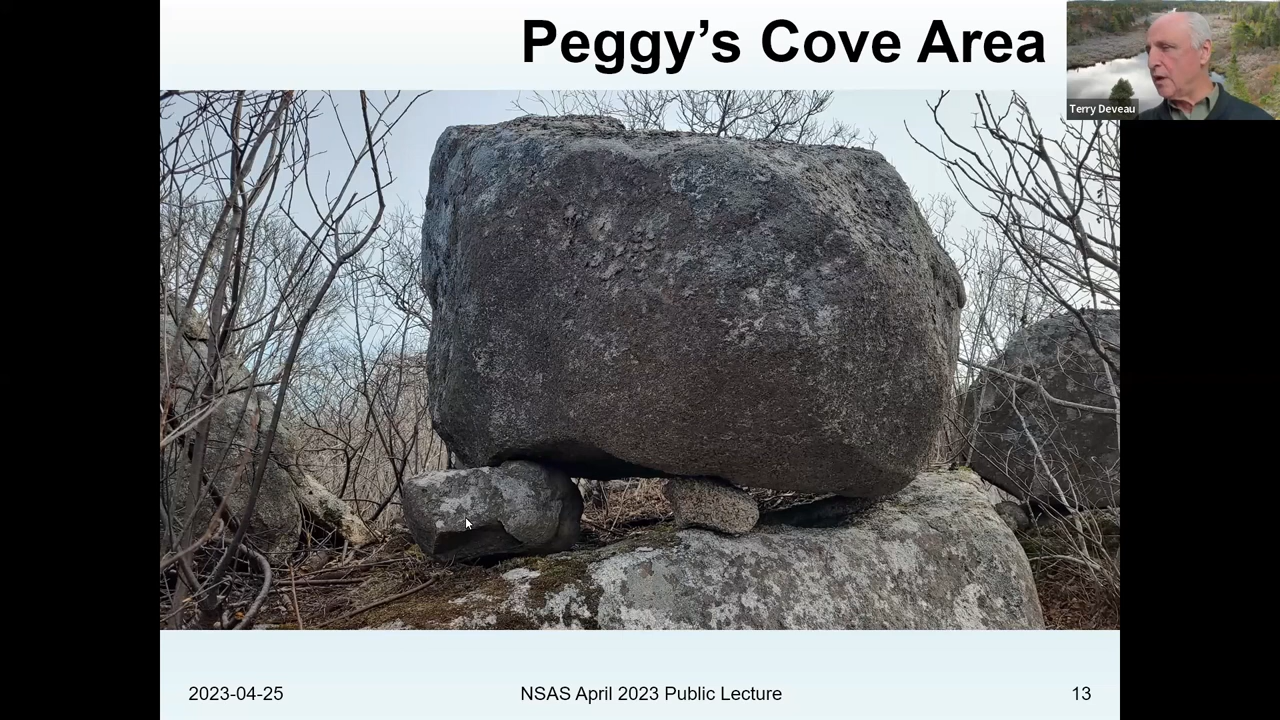 Peggy’s Cove Area
Terry Deveau
2023-04-25
NSAS April 2023 Public Lecture
13